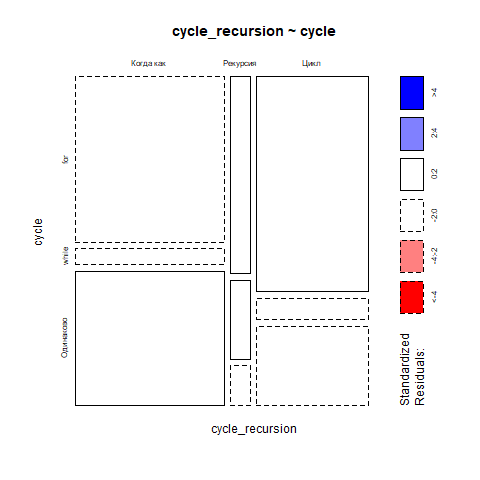 cycle_recursion ~ cycle
Когда как Рекурсия Цикл
for
while
Одинаково
cycle
cycle_recursion
>4
2:4
0:2
-2:0
-4:-2
<-4
Standardized
Residuals: